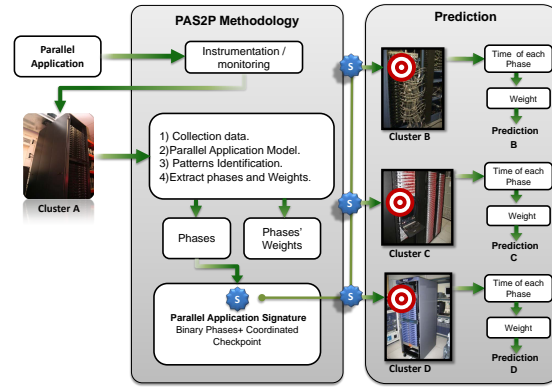 PAS2P Methodology
Prediction
Parallel
Application
Instrumentation /
monitoring
Cluster A
1) Collection data.
2)Parallel Application Model.
3) Patterns Identification.
4)Extract phases and Weights.
Phases
Phases'
Weights
S
Parallel Application Signature
Binary Phases+ Coordinated
Checkpoint
S
Cluster B
Time of each
Phase
Weight
Prediction
B
S
Cluster C
Time of each
Phase
Weight
Prediction
C
S
Cluster D
Time of each
Phase
Weight
Prediction
D